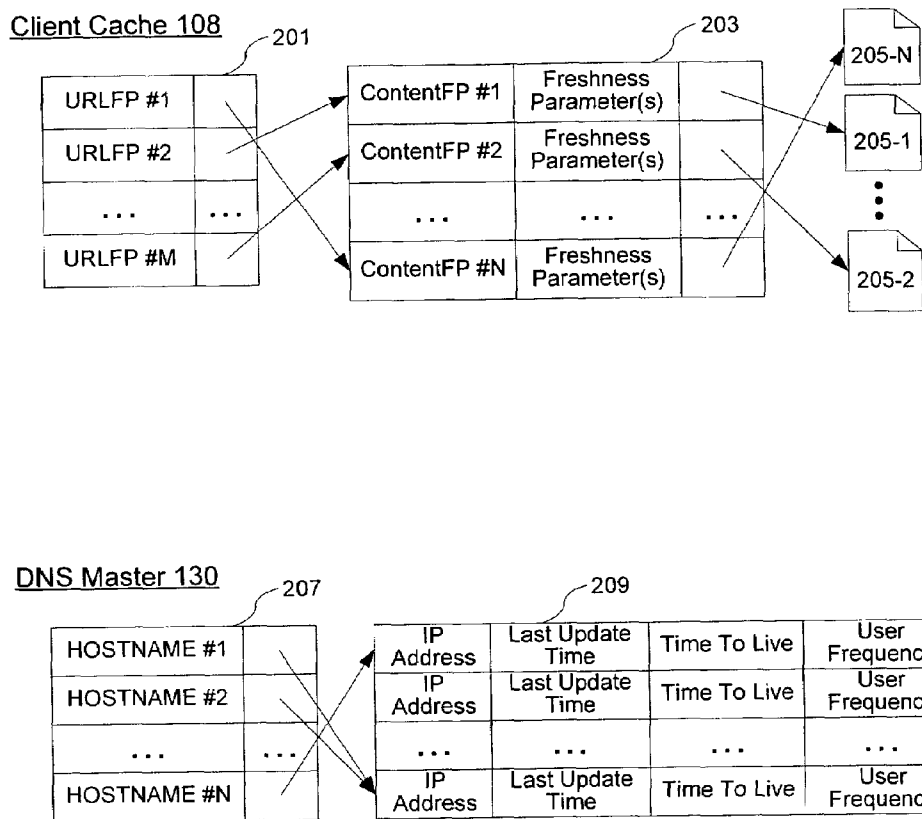 Client Cache 108
201
203
URLFP #1
URLFP #2
... ...
URLFP #M
ContentFP #1 Freshness Parameter(s)
ContentFP #2 Freshness Parameter(s)
... ... ...
ContentFP #N Freshness Parameter(s)
205-N
205-1
205-2
DNS Master 130
207
209
HOSTNAME #1
HOSTNAME #2
... ...
HOSTNAME #N
IP Address Last Update Time Time To Live User Frequenc
IP Address Last Update Time Time To Live User Frequenc
... ... ... ...
IP Address Last Update Time Time To Live User Frequenc